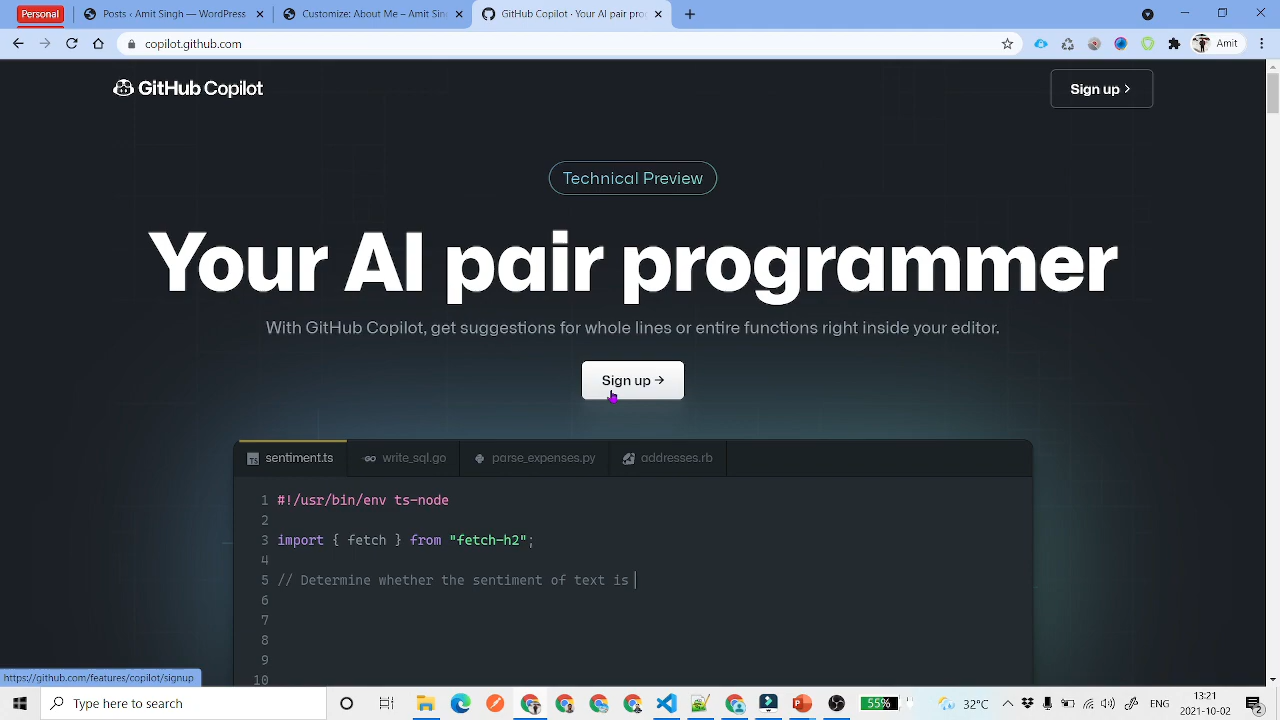 Personal
Posts ‹ Amit Singh — WordPress
Customize: About Me – Amit Sin
GitHub Copilot · Your AI pair pro
copilot.github.com
Amit
GitHub Copilot
Sign up
Technical Preview
Your AI pair programmer
With GitHub Copilot, get suggestions for whole lines or entire functions right inside your editor.
Sign up →
TS sentiment.ts
GO write_sql.go
parse_expenses.py
addresses.rb
1 #!/usr/bin/env ts-node
2
3 import { fetch } from "fetch-h2";
4
5 // Determine whether the sentiment of text is
6
7
8
9
10
https://github.com/features/copilot/signup
Type here to search
55%
32°C
ENG
13:21
2021-10-02
2